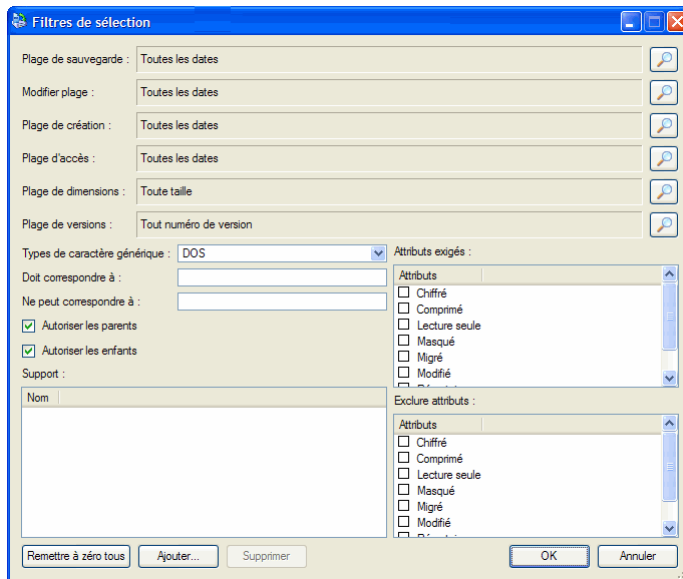 Filtres de sélection
Plage de sauvegarde : Toutes les dates
Modifier plage : Toutes les dates
Plage de création : Toutes les dates
Plage d'accès : Toutes les dates
Plage de dimensions : Toute taille
Plage de versions : Tout numéro de version
Types de caractère générique : DOS
Doit correspondre à :
Ne peut correspondre à :
Autoriser les parents
Autoriser les enfants
Support :
Nom
Attributs exigés :
Attributs
Chiffré
Comprimé
Lecture seule
Masqué
Migré
Modifié
Exclure attributs :
Attributs
Chiffré
Comprimé
Lecture seule
Masqué
Migré
Modifié
Remettre à zéro tous Ajouter... Supprimer OK Annuler